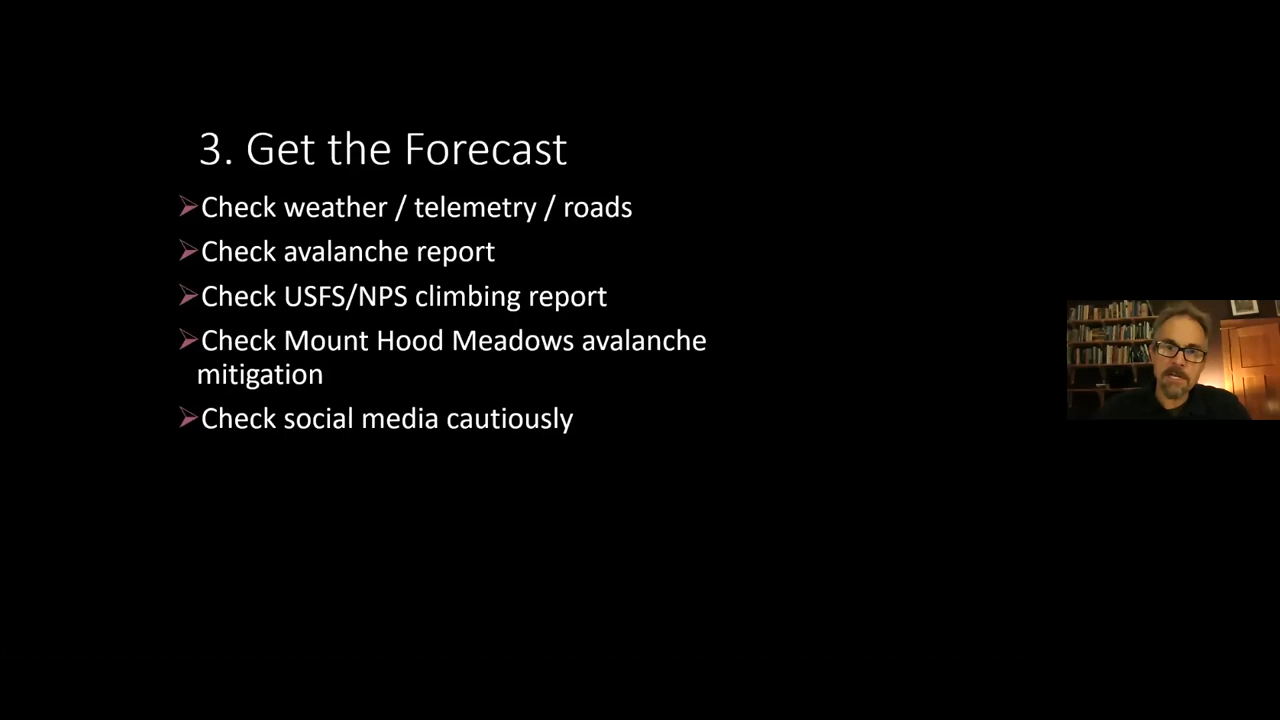 3. Get the Forecast
Check weather / telemetry / roads
Check avalanche report
Check USFS/NPS climbing report
Check Mount Hood Meadows avalanche
mitigation
Check social media cautiously